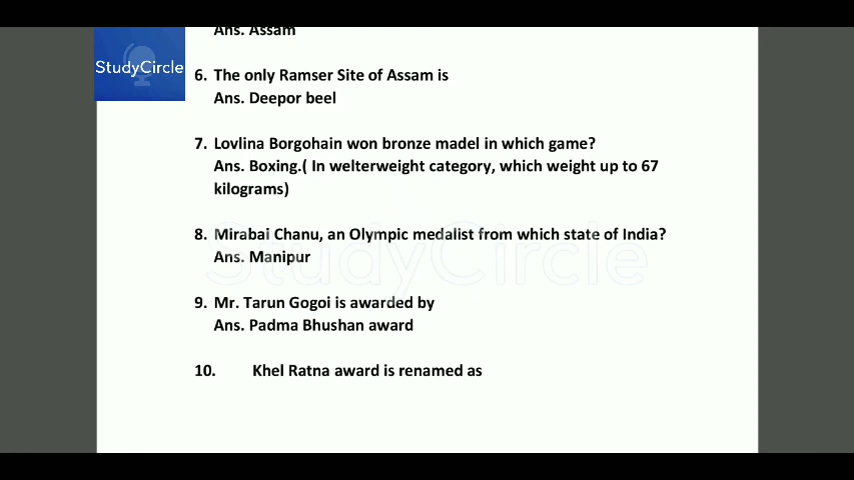 Ans. Assam
StudyCircle
6. The only Ramser Site of Assam is
Ans. Deepor beel
7. Lovlina Borgohain won bronze madel in which game?
Ans. Boxing.( In welterweight category, which weight up to 67
kilograms)
8. Mirabai Chanu, an Olympic medalist from which state of India?
Ans. Manipur
StudyCircle
9. Mr. Tarun Gogoi is awarded by
Ans. Padma Bhushan award
10. Khel Ratna award is renamed as